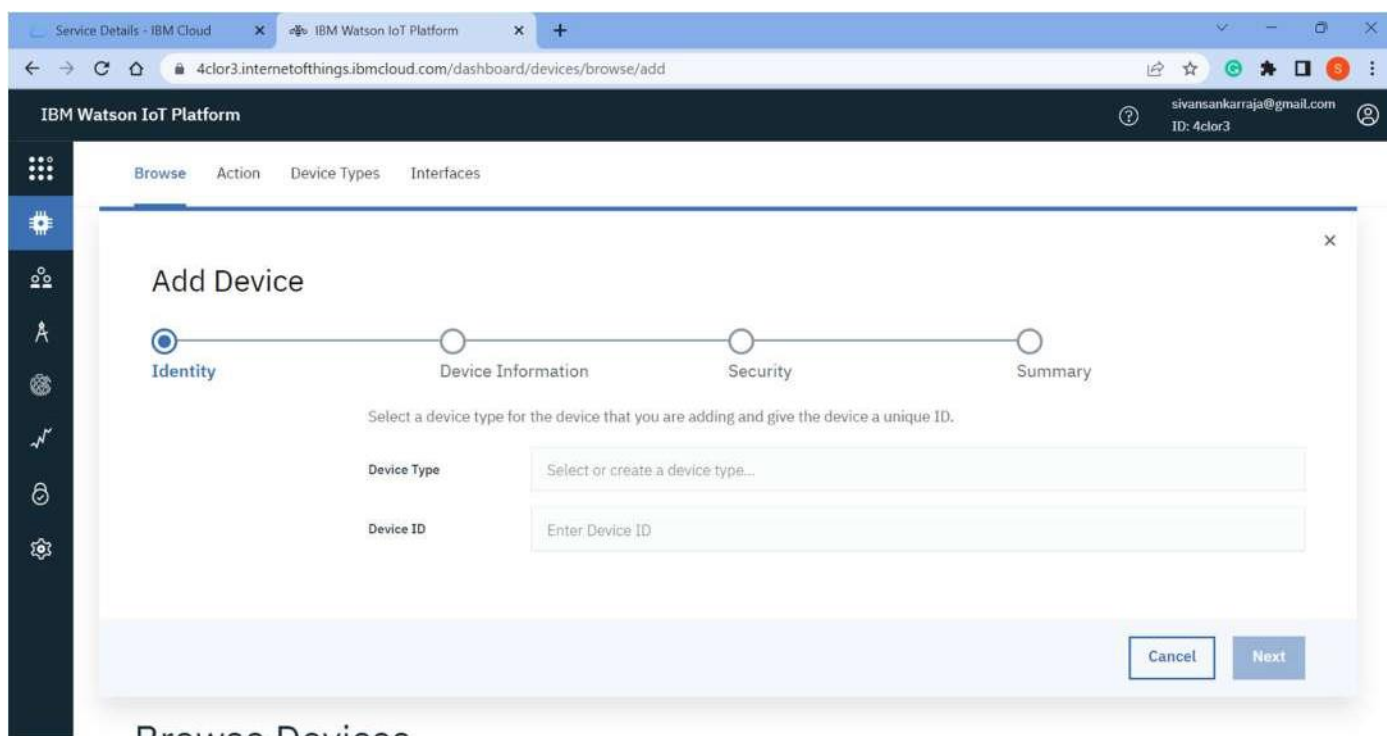 Service Details - IBM Cloud
IBM Watson IoT Platform
4clor3.internetofthings.ibmcloud.com/dashboard/devices/browse/add
S
IBM Watson IoT Platform
sivansankarraja@gmail.com
ID: 4clor3
Browse Action Device Types Interfaces
Add Device
Identity Device Information Security Summary
Select a device type for the device that you are adding and give the device a unique ID.
Device Type Select or create a device type...
Device ID Enter Device ID
Cancel Next
Browse Devices